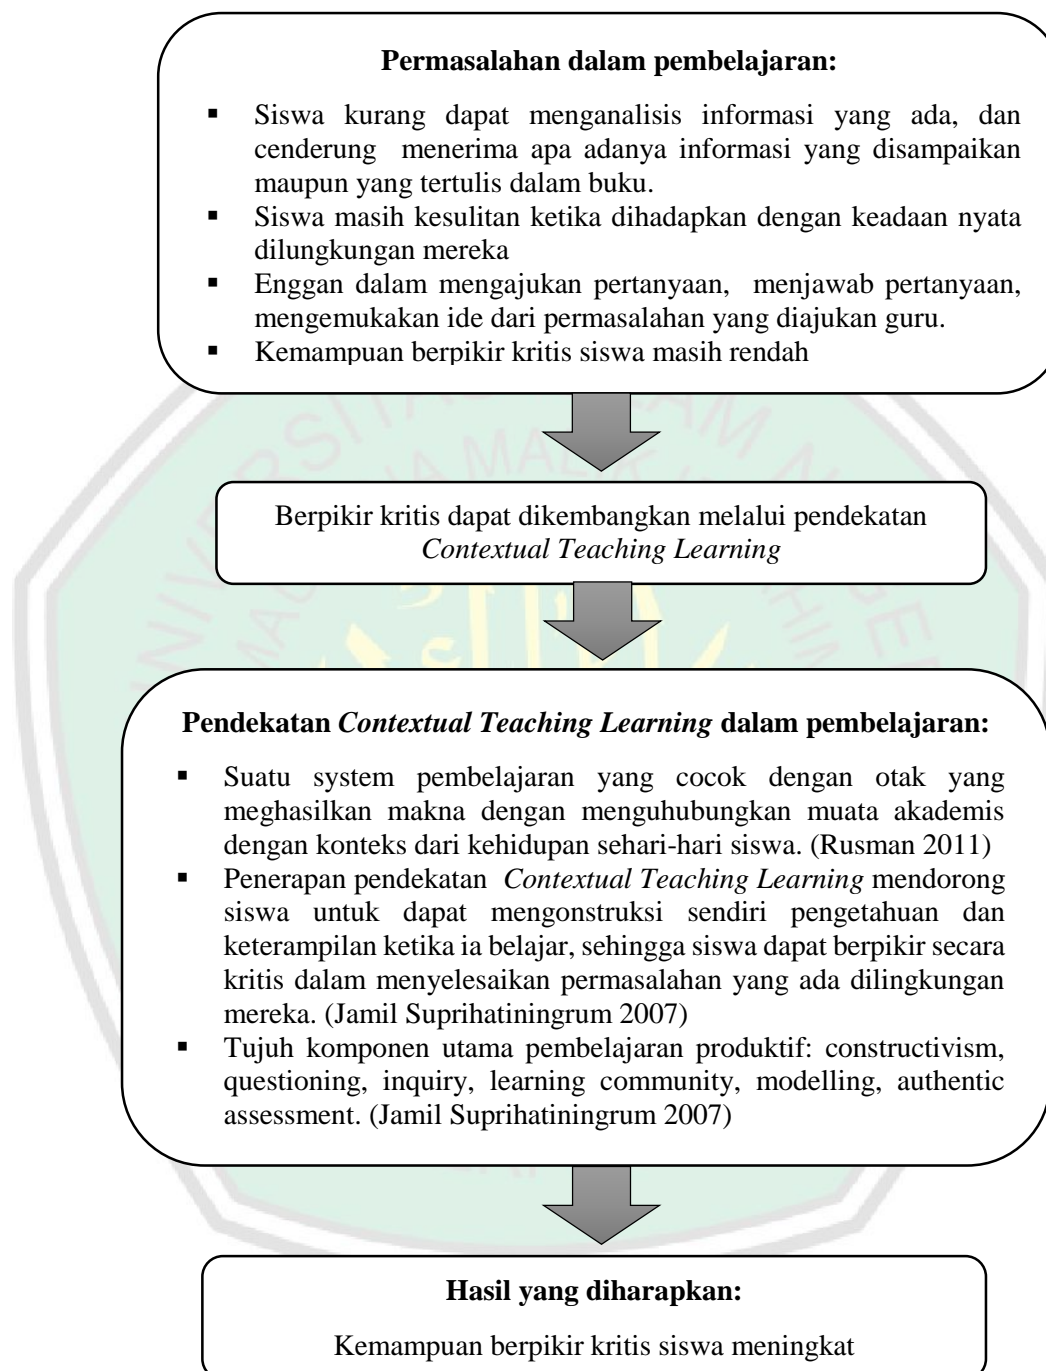 Permasalahan dalam pembelajaran:
▪ Siswa kurang dapat menganalisis informasi yang ada, dan
cenderung menerima apa adanya informasi yang disampaikan
maupun yang tertulis dalam buku.
▪ Siswa masih kesulitan ketika dihadapkan dengan keadaan nyata
dilungkungan mereka
▪ Enggan dalam mengajukan pertanyaan, menjawab pertanyaan,
mengemukakan ide dari permasalahan yang diajukan guru.
▪ Kemampuan berpikir kritis siswa masih rendah
Berpikir kritis dapat dikembangkan melalui pendekatan
Contextual Teaching Learning
Pendekatan Contextual Teaching Learning dalam pembelajaran:
▪ Suatu system pembelajaran yang cocok dengan otak yang
meghasilkan makna dengan menguhubungkan muata akademis
dengan konteks dari kehidupan sehari-hari siswa. (Rusman 2011)
▪ Penerapan pendekatan Contextual Teaching Learning mendorong
siswa untuk dapat mengonstruksi sendiri pengetahuan dan
keterampilan ketika ia belajar, sehingga siswa dapat berpikir secara
kritis dalam menyelesaikan permasalahan yang ada dilingkungan
mereka. (Jamil Suprihatiningrum 2007)
▪ Tujuh komponen utama pembelajaran produktif: constructivism,
questioning, inquiry, learning community, modelling, authentic
assessment. (Jamil Suprihatiningrum 2007)
Hasil yang diharapkan:
Kemampuan berpikir kritis siswa meningkat